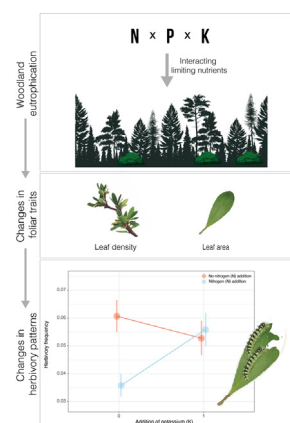 N x P x K
Interacting
limiting nutrients
Woodland
eutrophication
Changes in
foliar traits
Leaf density
Leaf area
Changes in
herbivory patterns
No nitrogen (N) addition
Nitrogen (N) addition
Herbivory frequency
0.07
0.06
0.05
0.04
0.03
0
1
Addition of potassium (K)